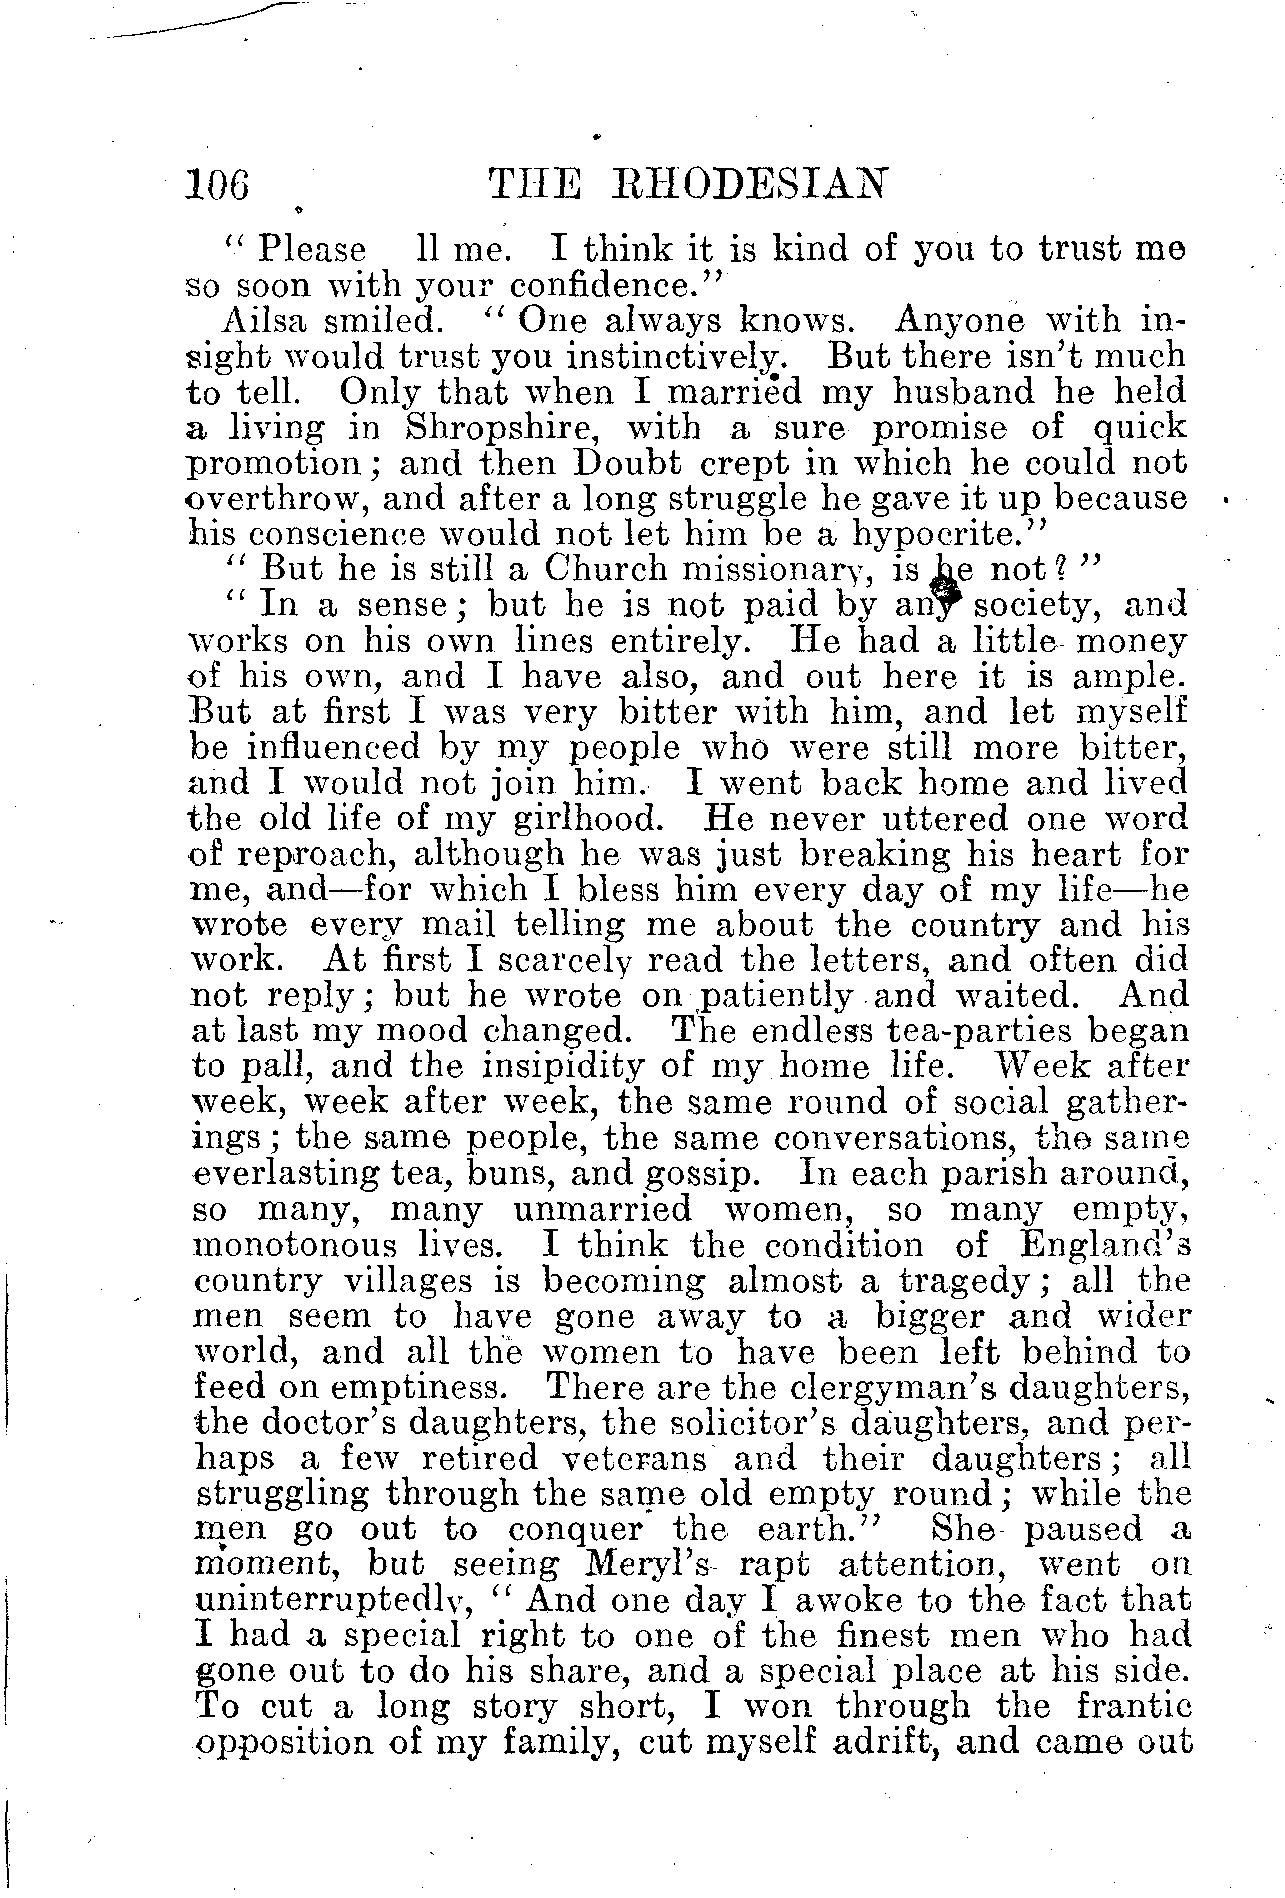 106 THE RHODESIAN
“ Please ll me. I think it is kind of you to trust me
so soon with your confidence.”
Ailsa smiled. “ One always knows. Anyone with in-
sight would trust you instinctively. But there isn’t much
to tell. Only that when I married my husband he held
a living in Shropshire, with a sure promise of quick
promotion ; and then Doubt crept in which he could not
overthrow, and after a long struggle he gave it up because
his conscience would not let him be a hypocrite.”
“ But he is still a Church missionary, is he not ? ”
“ In a sense ; but he is not paid by any society, and
works on his own lines entirely. He had a little money
of his own, and I have also, and out here it is ample.
But at first I was very bitter with him, and let myself
be influenced by my people who were still more bitter,
and I would not join him. I went back home and lived
the old life of my girlhood. He never uttered one word
of reproach, although he was just breaking his heart for
me, and—for which I bless him every day of my life—he
wrote every mail telling me about the country and his
work. At first I scarcely read the letters, and often did
not reply ; but he wrote on patiently and waited. And
at last my mood changed. The endless tea-parties began
to pall, and the insipidity of my home life. Week after
week, week after week, the same round of social gather-
ings ; the same people, the same conversations, the same
everlasting tea, buns, and gossip. In each parish around,
so many, many unmarried women, so many empty,
monotonous lives. I think the condition of England’s
country villages is becoming almost a tragedy ; all the
men seem to have gone away to a bigger and wider
world, and all the women to have been left behind to
feed on emptiness. There are the clergyman’s daughters,
the doctor’s daughters, the solicitor’s daughters, and per-
haps a few retired veterans and their daughters ; all
struggling through the same old empty round ; while the
men go out to conquer the earth.” She paused a
moment, but seeing Meryl’s rapt attention, went on
uninterruptedly, “ And one day I awoke to the fact that
I had a special right to one of the finest men who had
gone out to do his share, and a special place at his side.
To cut a long story short, I won through the frantic
opposition of my family, cut myself adrift, and came out